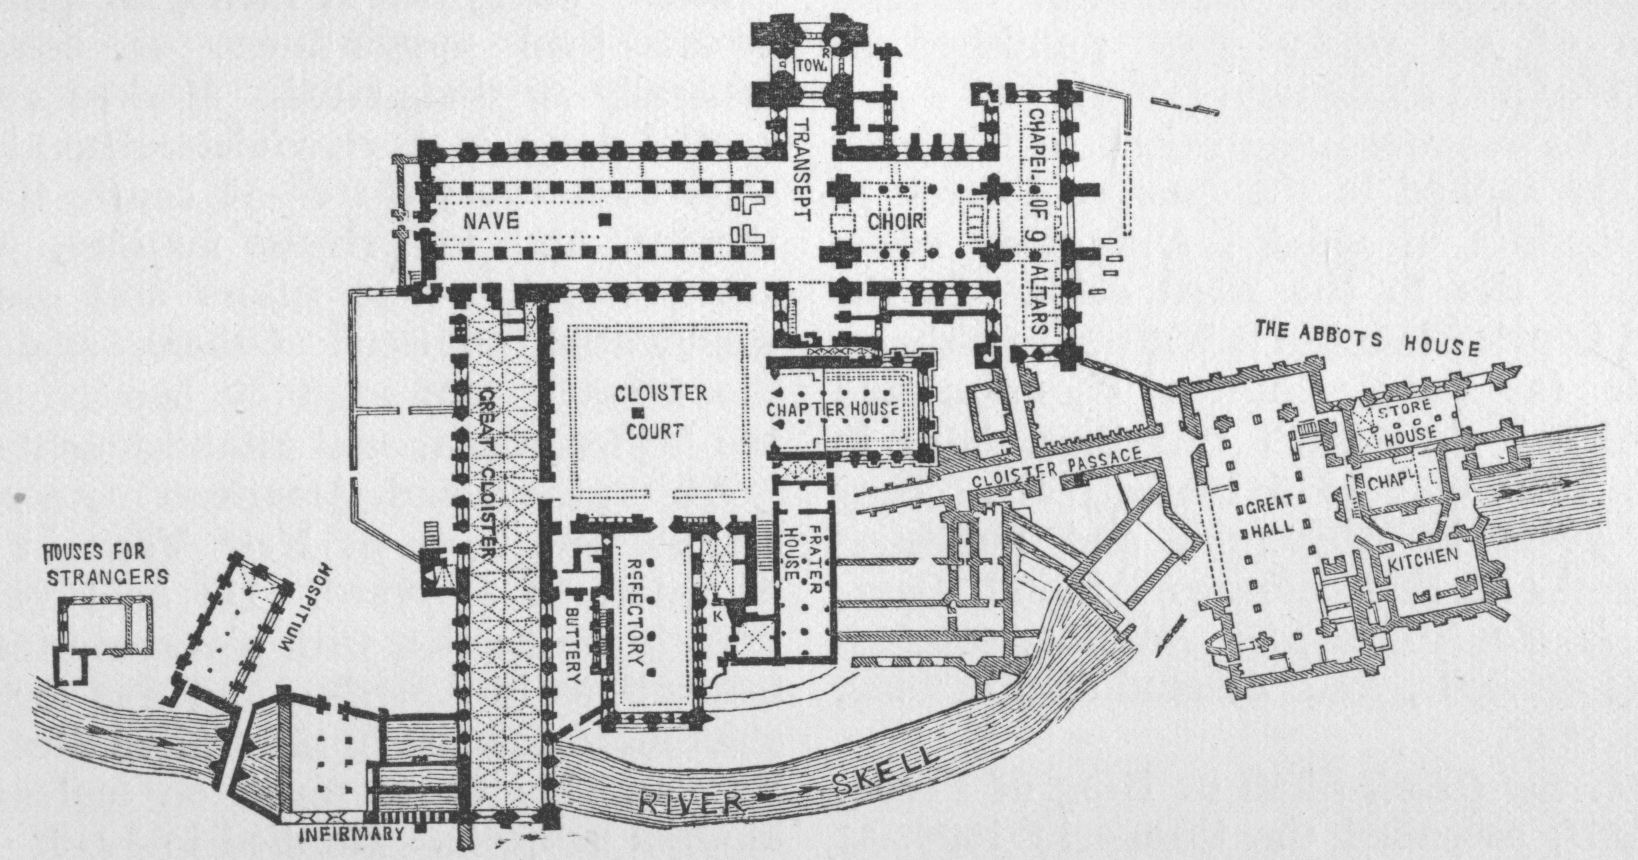 TOW.R
TRANSEPT
CHAPEL OF 9 ALTARS
NAVE
CHOIR
THE ABBOTS HOUSE
GREAT CLOISTER
CLOISTER
COURT
CHAPTER HOUSE
STORE
HOUSE
CLOISTER PASSAGE
CHAPL
GREAT
HALL
KITCHEN
HOUSES FOR
STRANGERS
HOSPITIUM
REFECTORY
FRATER
HOUSE
K
BUTTERY
RIVER SKELL
INFIRMARY